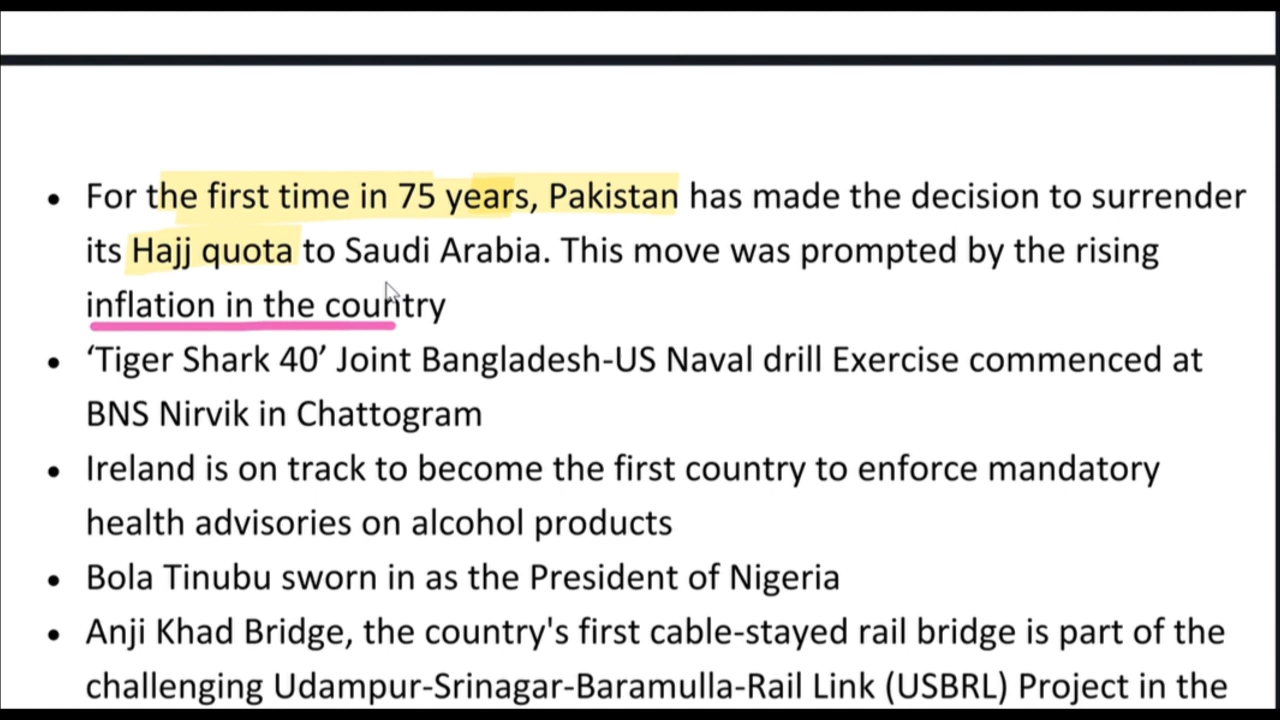 • For the first time in 75 years, Pakistan has made the decision to surrender
its Hajj quota to Saudi Arabia. This move was prompted by the rising
inflation in the country
• ‘Tiger Shark 40’ Joint Bangladesh-US Naval drill Exercise commenced at
BNS Nirvik in Chattogram
• Ireland is on track to become the first country to enforce mandatory
health advisories on alcohol products
• Bola Tinubu sworn in as the President of Nigeria
• Anji Khad Bridge, the country's first cable-stayed rail bridge is part of the
challenging Udampur-Srinagar-Baramulla-Rail Link (USBRL) Project in the